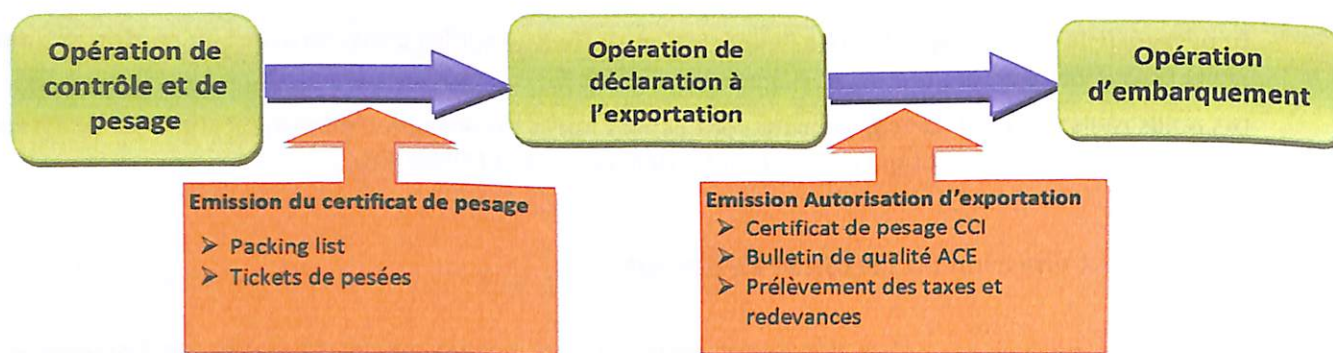 Opération de
contrôle et de
pesage
Opération de
déclaration à
l'exportation
Opération
d'embarquement
Emission du certificat de pesage
➢ Packing list
➢ Tickets de pesées
Emission Autorisation d'exportation
➢ Certificat de pesage CCI
➢ Bulletin de qualité ACE
➢ Prélèvement des taxes et
redevances